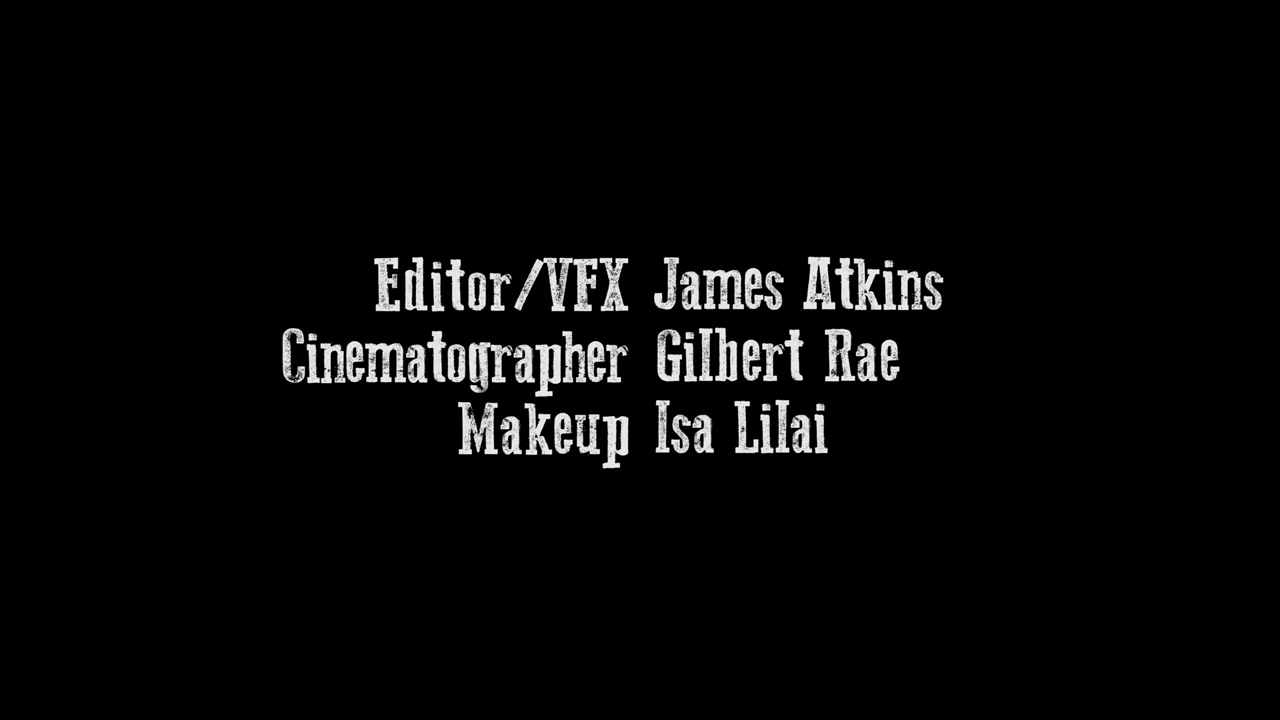 Editor/VFX James Atkins
Cinematographer Gilbert Rae
Makeup Isa Lilai